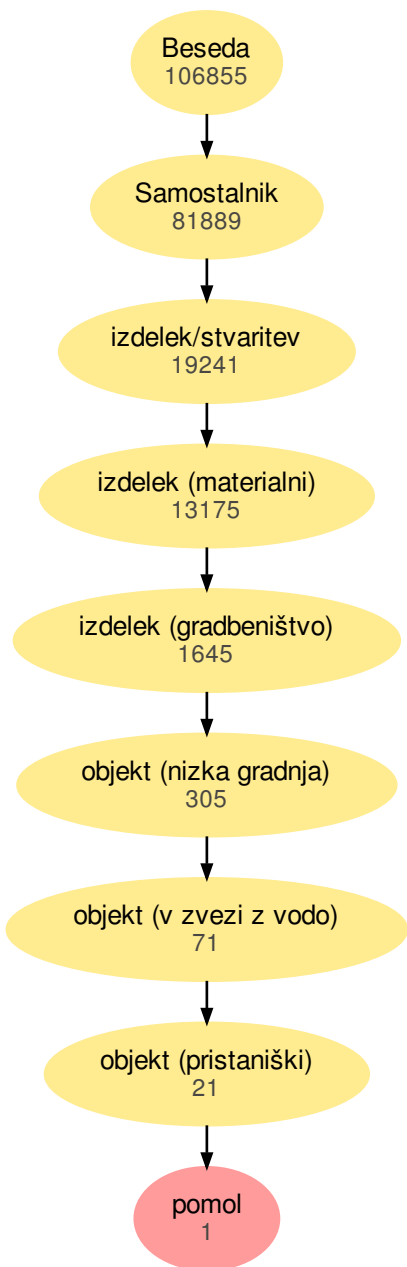 Beseda
106855
Samostalnik
81889
izdelek/stvaritev
19241
izdelek (materialni)
13175
izdelek (gradbeništvo)
1645
objekt (nizka gradnja)
305
objekt (v zvezi z vodo)
71
objekt (pristaniški)
21
pomol
1